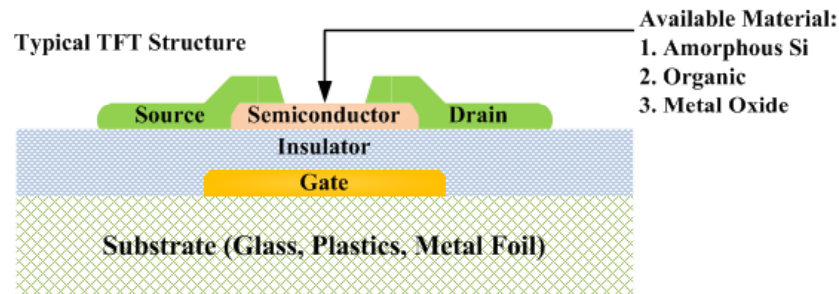 Typical TFT Structure
Available Material:
1. Amorphous Si
2. Organic
3. Metal Oxide
Source
Semiconductor
Drain
Insulator
Gate
Substrate (Glass, Plastics, Metal Foil)